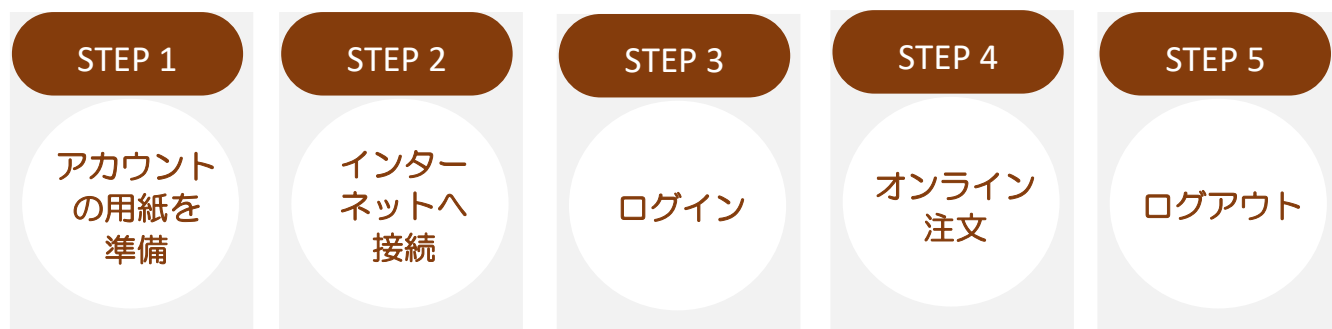 STEP 1
アカウント
の用紙を
準備
STEP 2
インター
ネットへ
接続
STEP 3
ログイン
STEP 4
オンライン
注文
STEP 5
ログアウト